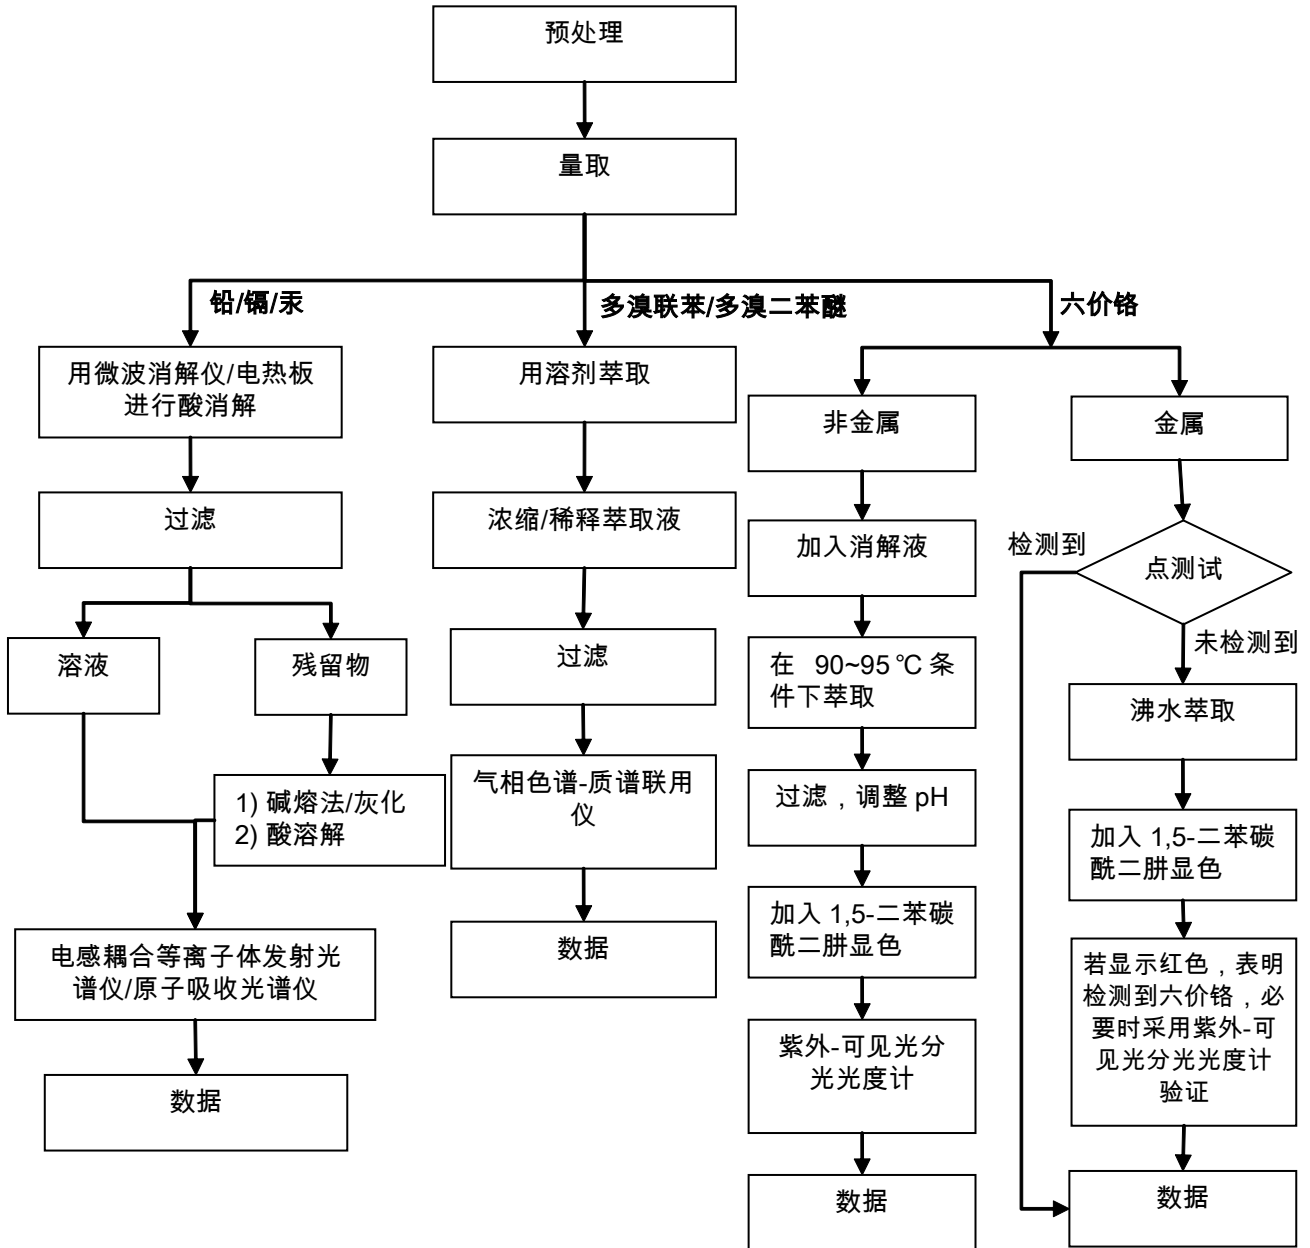 预处理
量取
铅/镉/汞
多溴联苯/多溴二苯醚
六价铬
用微波消解仪/电热板
进行酸消解
过滤
溶液
残留物
1) 碱熔法/灰化
2) 酸溶解
电感耦合等离子体发射光
谱仪/原子吸收光谱仪
数据
用溶剂萃取
浓缩/稀释萃取液
过滤
气相色谱-质谱联用
仪
数据
非金属
加入消解液
在 90~95℃条
件下萃取
过滤，调整 pH
加入 1,5-二苯碳
酰二肼显色
紫外-可见光分
光光度计
数据
金属
点测试
检测到
未检测到
沸水萃取
加入 1,5-二苯碳
酰二肼显色
若显示红色，表明
检测到六价铬，必
要时采用紫外-可
见光分光光度计
验证
数据